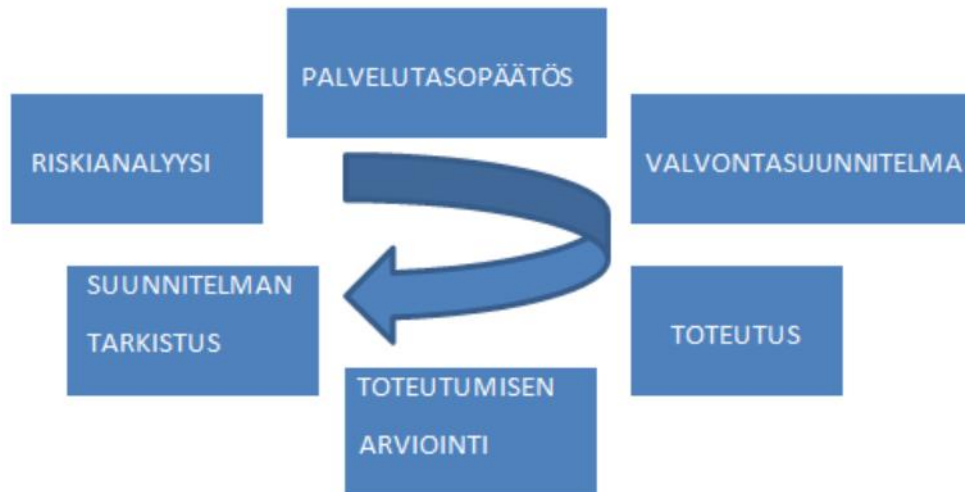 PALVELUTASOPÄÄTÖS
RISKIANALYYSI
VALVONTASUUNNITELMA
SUUNNITELMAN
TARKISTUS
TOTEUTUS
TOTEUTUMISEN
ARVIOINTI